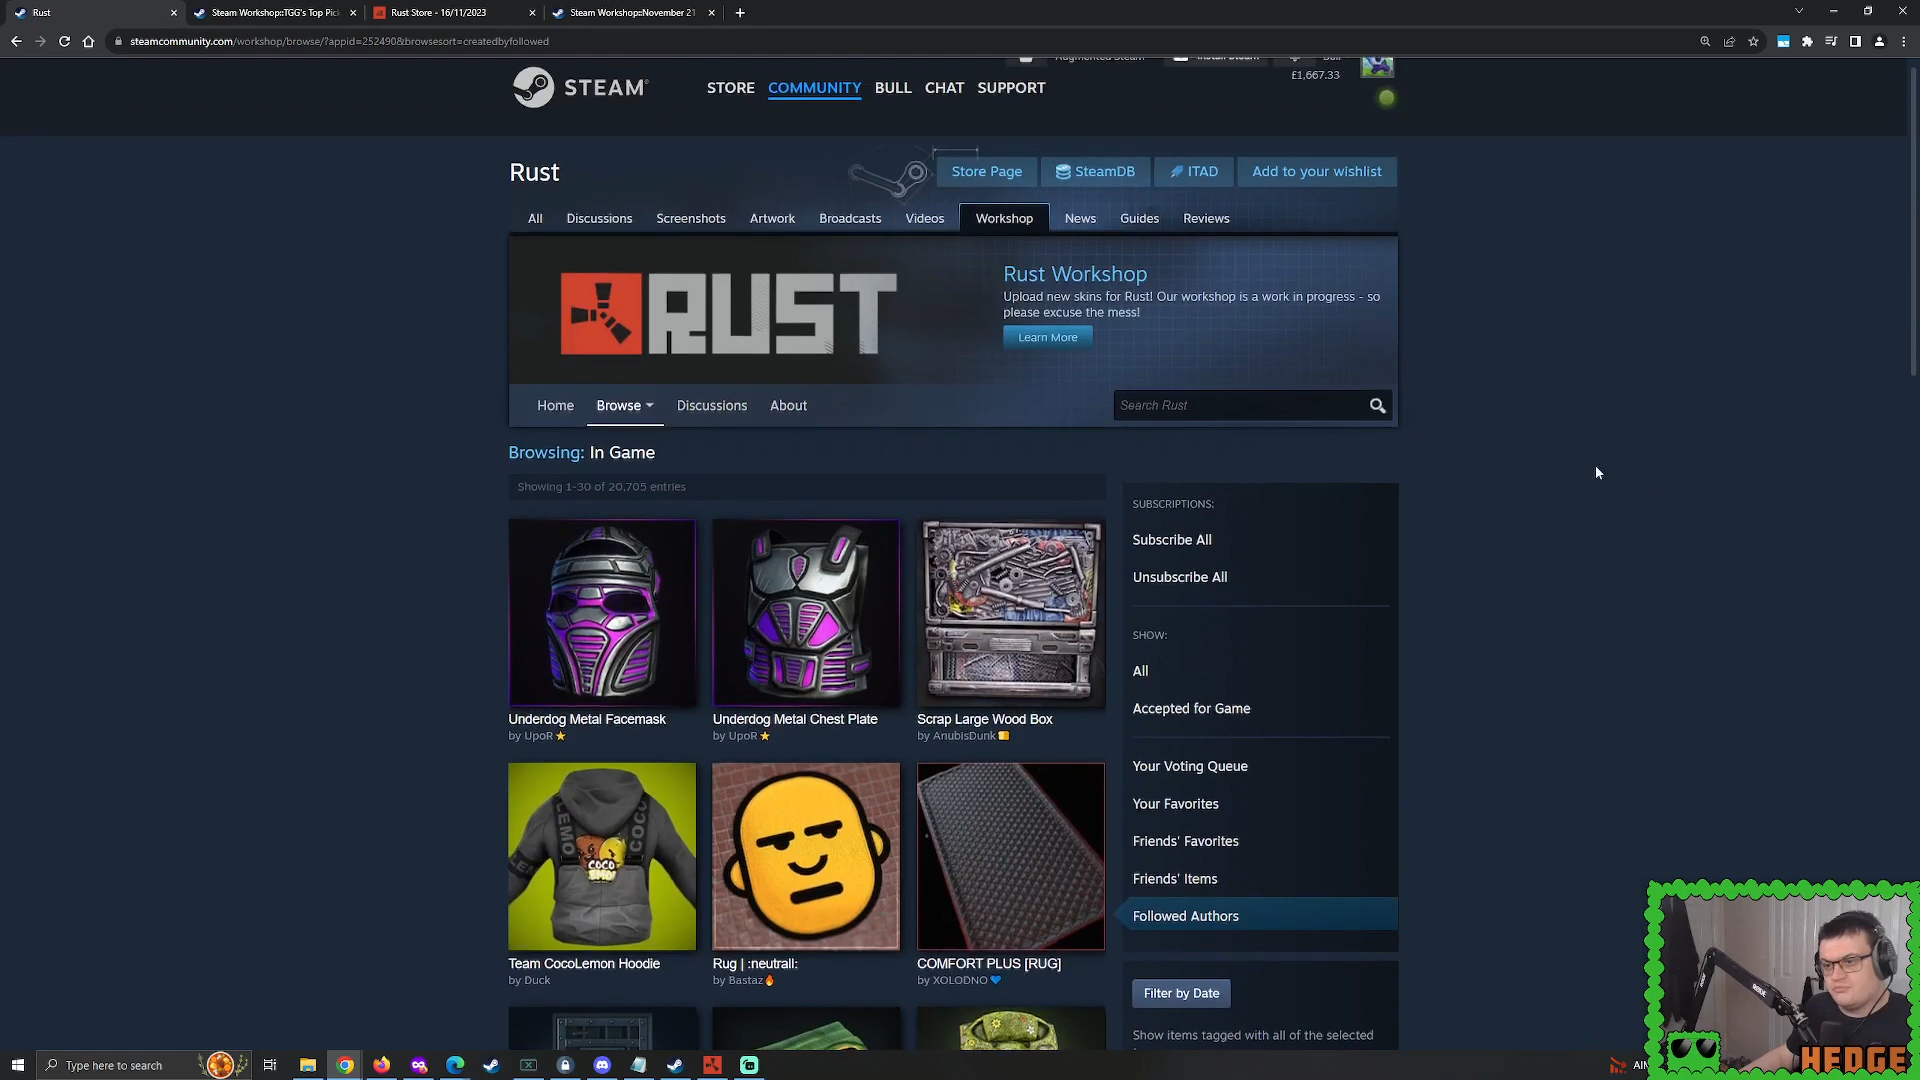 Rust
Steam Workshop::TGG's Top Pick
Rust Store - 16/11/2023
Steam Workshop::November 21
steamcommunity.com/workshop/browse/?appid=252490&browsesort=createdbyfollowed
STEAM
STORE COMMUNITY BULL CHAT SUPPORT
£1,667.33
Rust
Store Page SteamDB ITAD Add to your wishlist
All Discussions Screenshots Artwork Broadcasts Videos Workshop News Guides Reviews
RUST
Rust Workshop
Upload new skins for Rust! Our workshop is a work in progress - so
please excuse the mess!
Learn More
Home Browse Discussions About
Search Rust
Browsing: In Game
Showing 1-30 of 20,705 entries
Underdog Metal Facemask
by UpoR
Underdog Metal Chest Plate
by UpoR
Scrap Large Wood Box
by AnubisDunk
COCO
Team CocoLemon Hoodie
by Duck
Rug | :neutrall:
by Bastaz
COMFORT PLUS [RUG]
by XOLODNO
SUBSCRIPTIONS:
Subscribe All
Unsubscribe All
SHOW:
All
Accepted for Game
Your Voting Queue
Your Favorites
Friends' Favorites
Friends' Items
Followed Authors
Filter by Date
Show items tagged with all of the selected
Type here to search
RODE
HEDGE